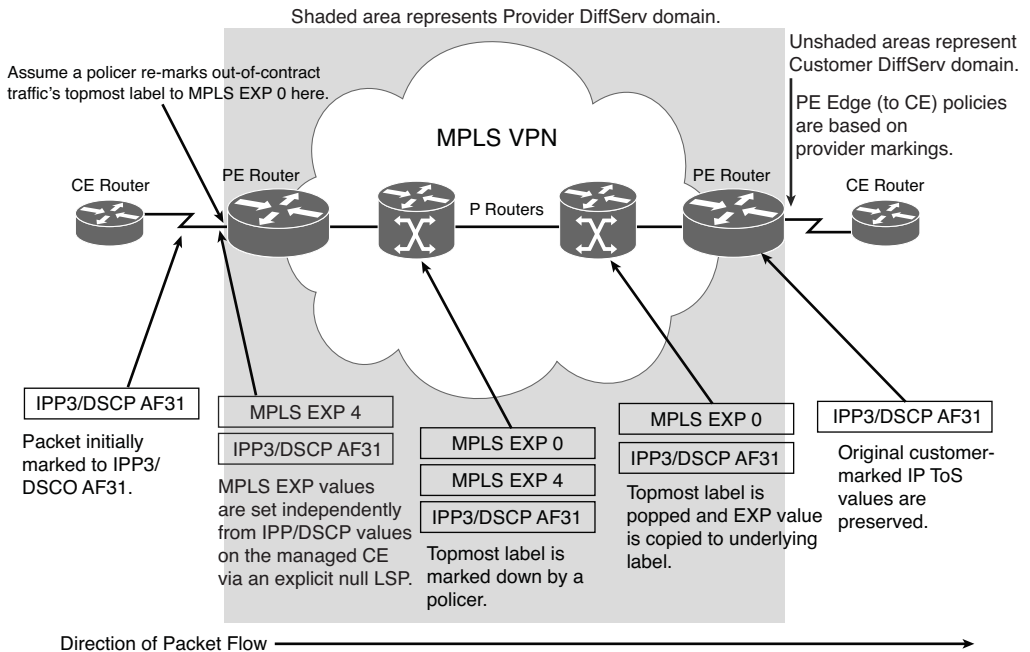 Shaded area represents Provider DiffServ domain.
Assume a policer re-marks out-of-contract
traffic's topmost label to MPLS EXP 0 here.
Unshaded areas represent
Customer DiffServ domain.
PE Edge (to CE) policies
are based on
provider markings.
MPLS VPN
CE Router
PE Router
P Routers
PE Router
CE Router
IPP3/DSCP AF31
Packet initially
marked to IPP3/
DSCO AF31.
MPLS EXP 4
IPP3/DSCP AF31
MPLS EXP values
are set independently
from IPP/DSCP values
on the managed CE
via an explicit null LSP.
MPLS EXP 0
MPLS EXP 4
IPP3/DSCP AF31
Topmost label is
marked down by a
policer.
MPLS EXP 0
IPP3/DSCP AF31
Topmost label is
popped and EXP value
is copied to underlying
label.
IPP3/DSCP AF31
Original customer-
marked IP ToS
values are
preserved.
Direction of Packet Flow